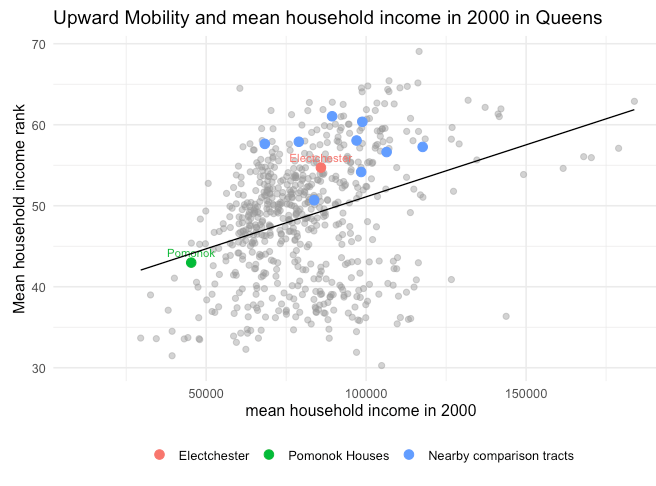 Upward Mobility and mean household income in 2000 in Queens
70
60
50
40
30
Mean household income rank
Electchester
Pomonok
50000
100000
150000
mean household income in 2000
Electchester
Pomonok Houses
Nearby comparison tracts